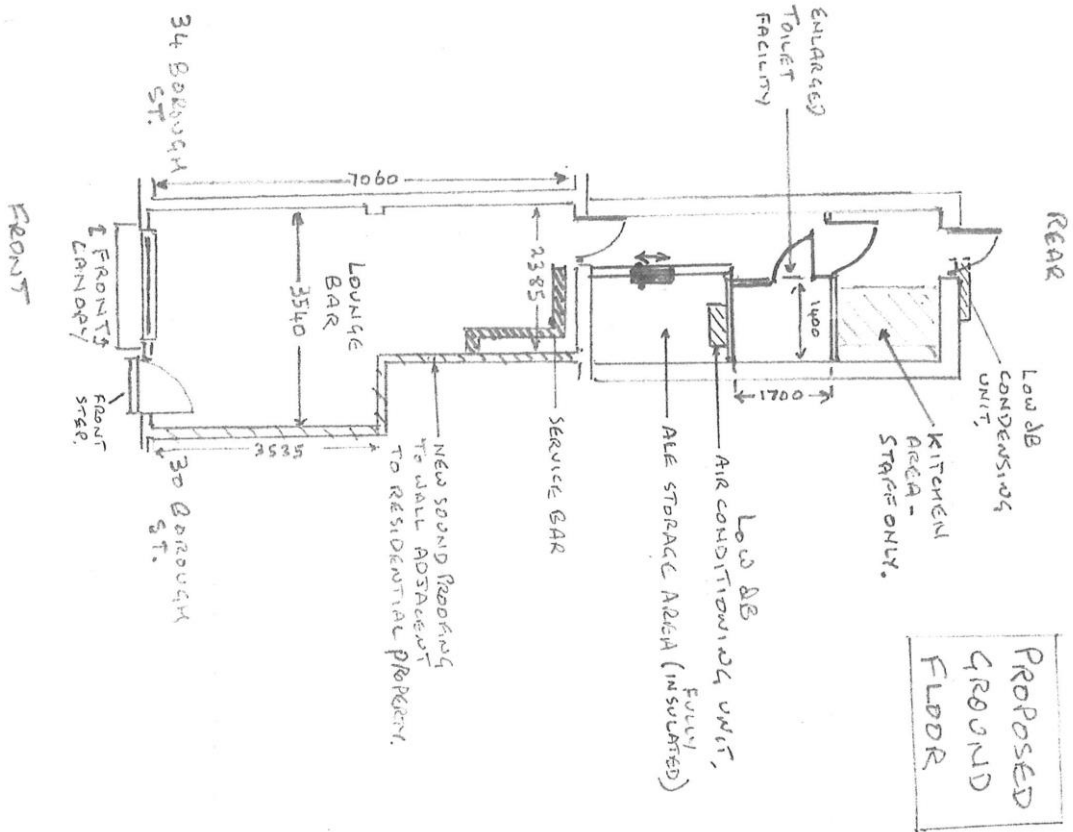 PROPOSED
GROUND
FLOOR
REAR
LOW dB
CONDENSING
UNIT,
KITCHEN
AREA -
STAFF ONLY.
ENLARGED
TOILET
FACILITY
1400
1700
LOW dB
AIR CONDITIONING UNIT,
FULLY
ALE STORAGE AREA (INSULATED)
SERVICE BAR
NEW SOUND PROOFING
TO WALL ADJACENT
TO RESIDENTIAL PROPERTY.
7060
2385
LOUNGE
BAR
3540
3535
34 BOROUGH
ST.
30 BOROUGH
ST.
FRONT
CANOPY
FRONT
STEP.
FRONT